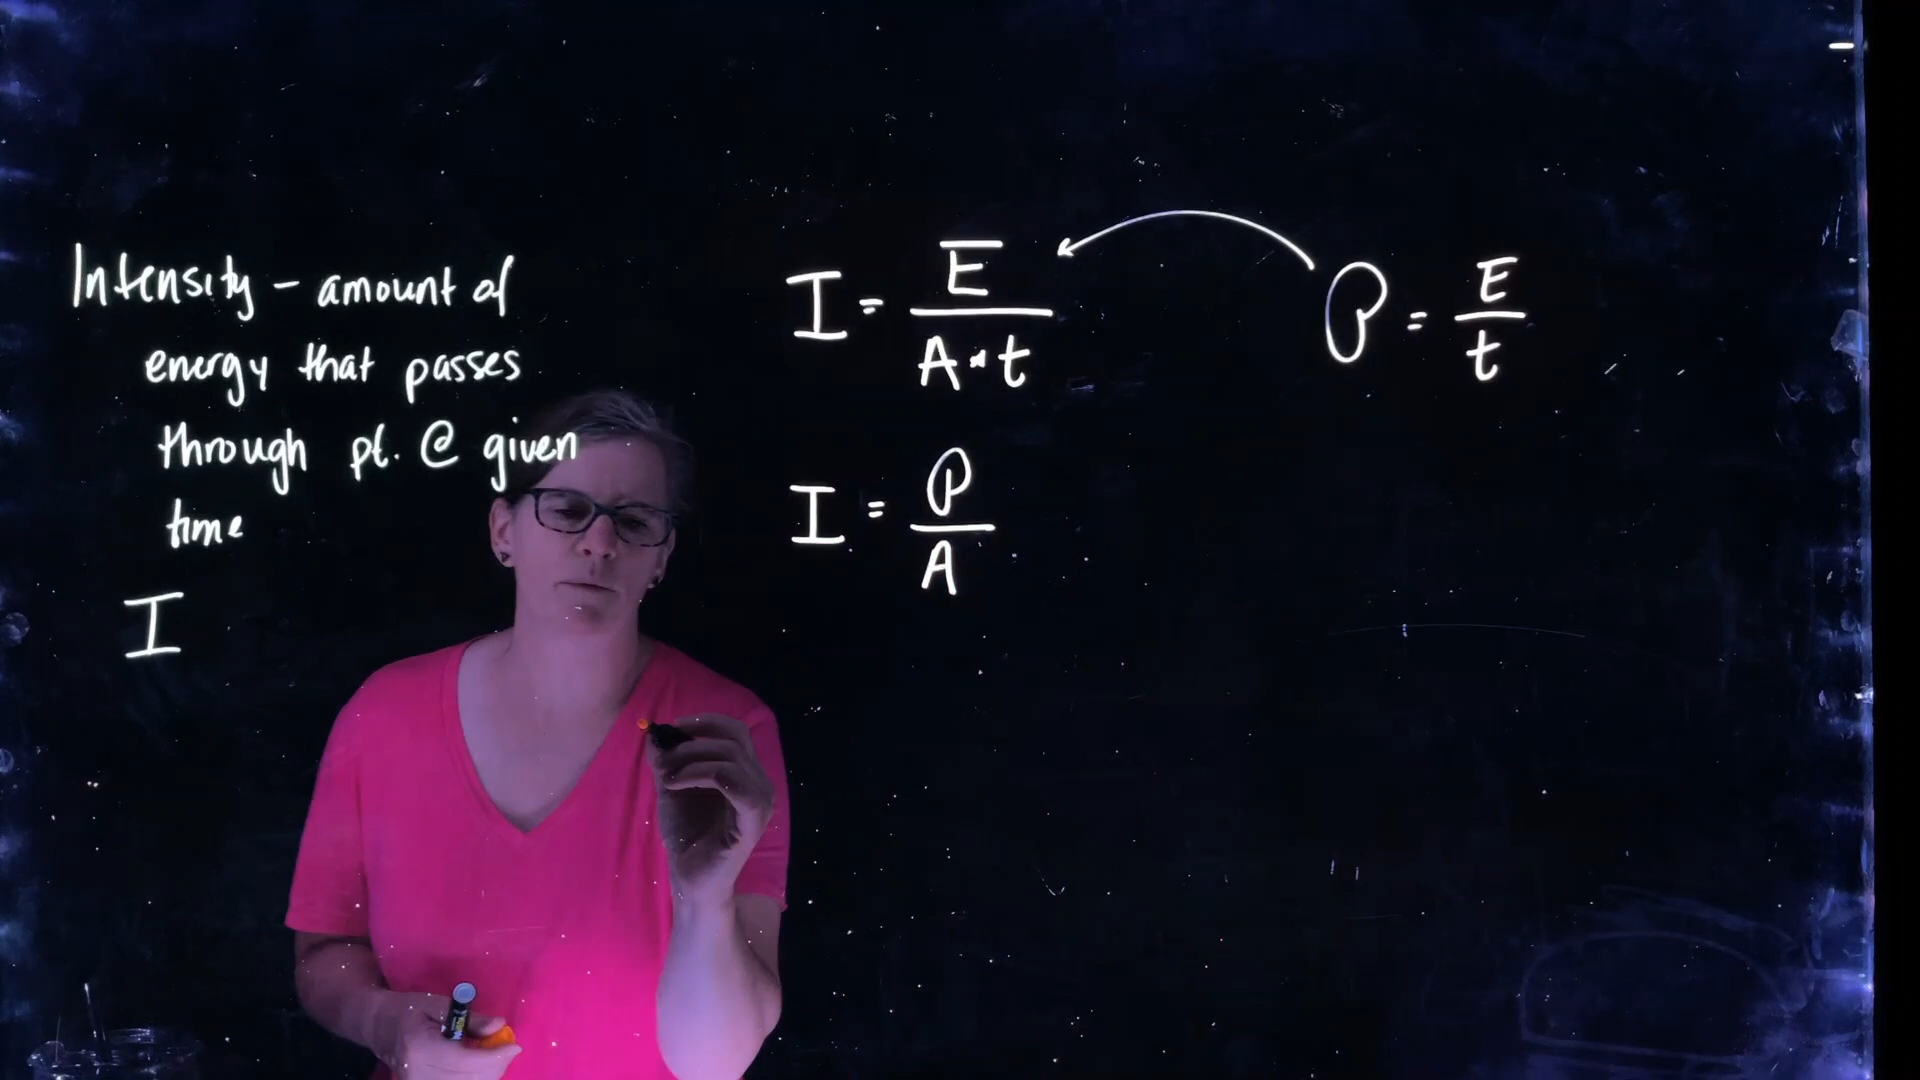 Intensity - amount of
energy that passes
through pt. @ given
time
I
I = E / A · t
P = E / t
I = P / A